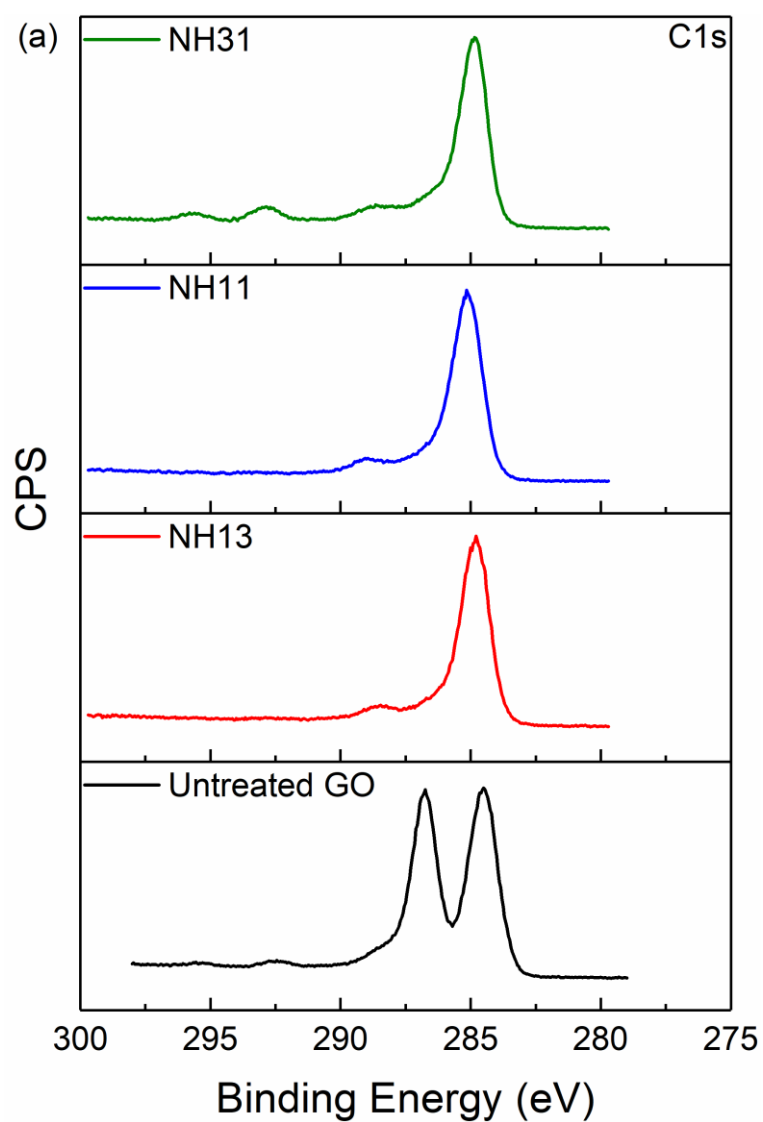 (a)
NH31
C1s
NH11
NH13
Untreated GO
CPS
300 295 290 285 280 275
Binding Energy (eV)